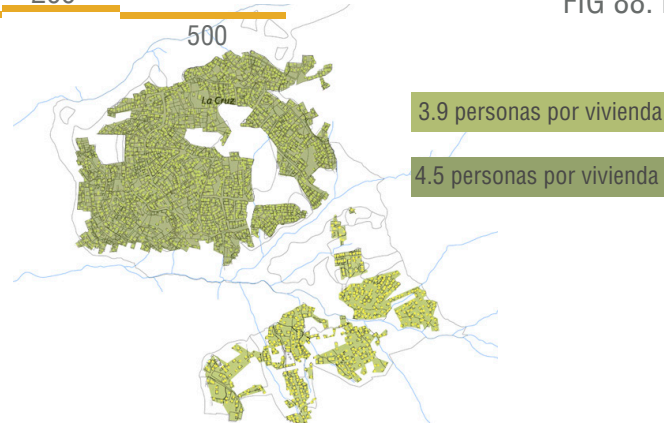 500
La Cruz
3.9 personas por vivienda
4.5 personas por vivienda